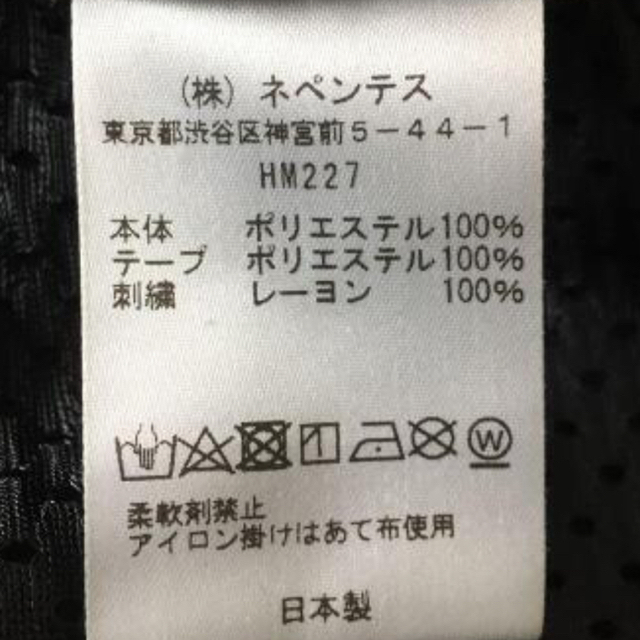 (株) ネペンテス
東京都渋谷区神宮前5-44-1
HM227
本体 ポリエステル100%
テープ ポリエステル100%
刺繍 レーヨン 100%
W
柔軟剤禁止
アイロン掛けはあて布使用
日本製